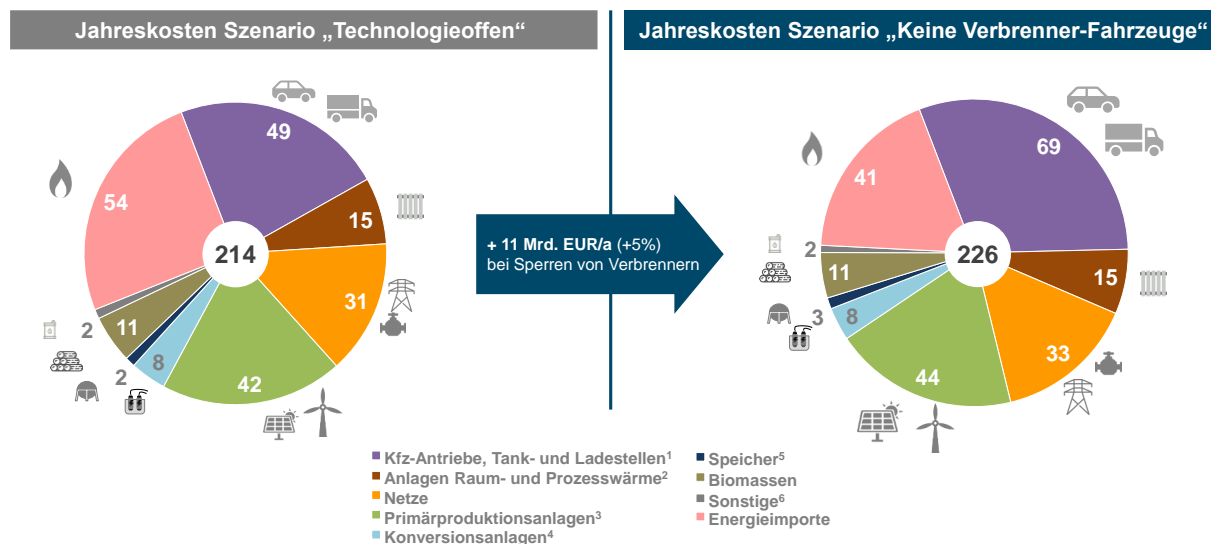 Jahreskosten Szenario „Technologieoffen“
Jahreskosten Szenario „Keine Verbrenner-Fahrzeuge“
49
15
31
42
8
2
11
2
54
214
+ 11 Mrd. EUR/a (+5%)
bei Sperren von Verbrennern
69
15
33
44
8
3
11
2
41
226
Kfz-Antriebe, Tank- und Ladestellen¹
Anlagen Raum- und Prozesswärme²
Netze
Primärproduktionsanlagen³
Konversionsanlagen⁴
Speicher⁵
Biomassen
Sonstige⁶
Energieimporte